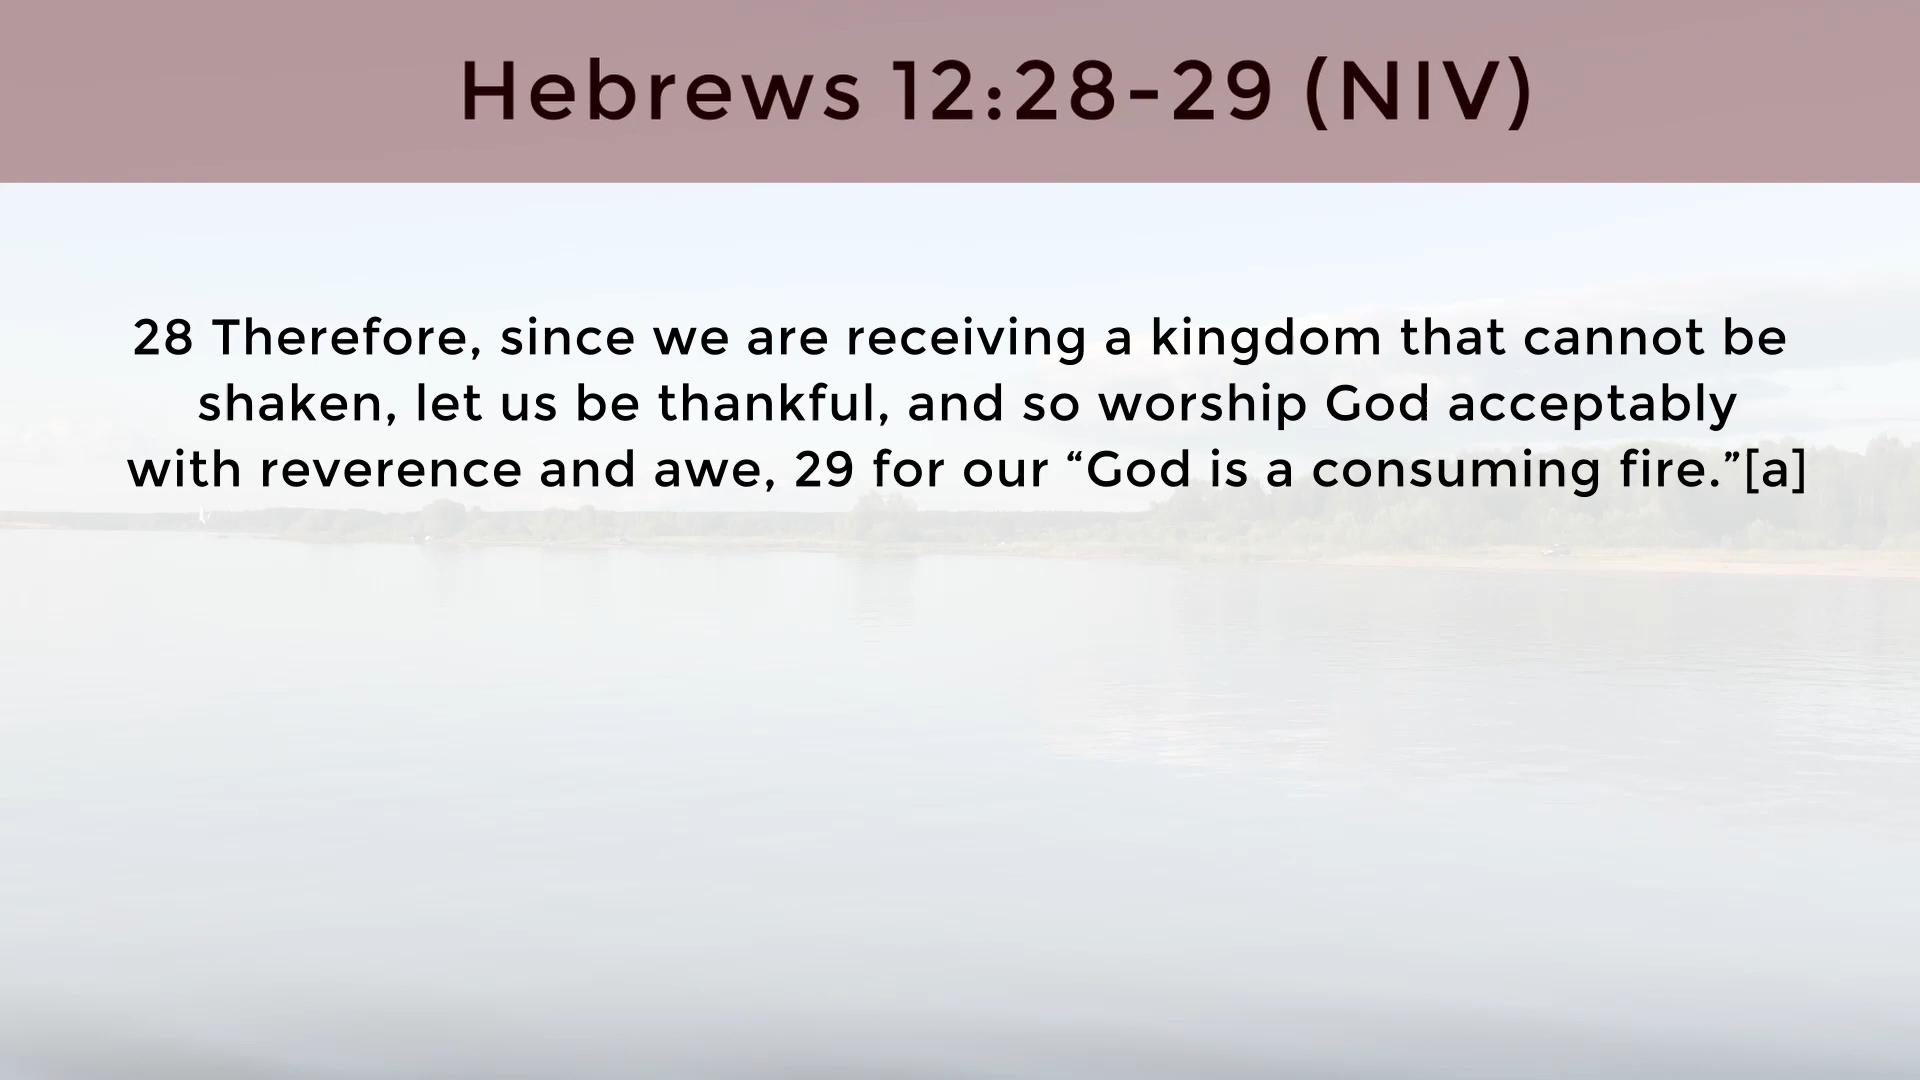 Hebrews 12:28-29 (NIV)
28 Therefore, since we are receiving a kingdom that cannot be
shaken, let us be thankful, and so worship God acceptably
with reverence and awe, 29 for our “God is a consuming fire.”[a]